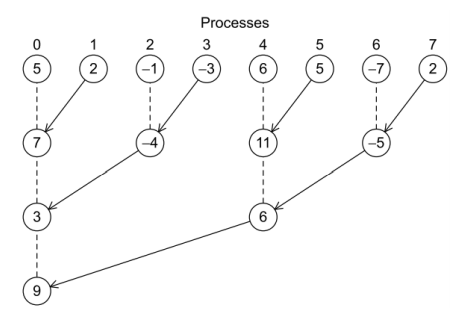 Processes
0 1 2 3 4 5 6 7
5 2 –1 –3 6 5 –7 2
7 –4 11 –5
3 6
9